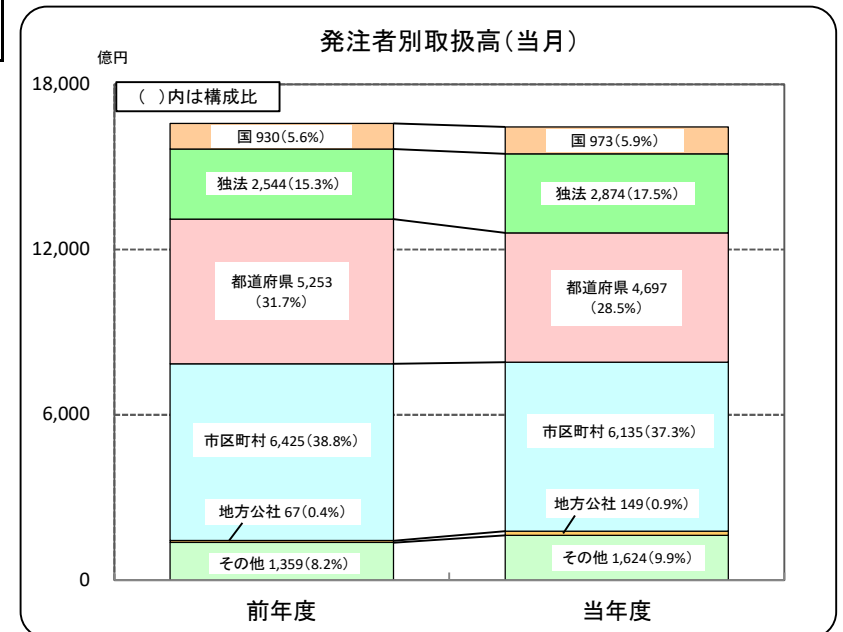 発注者別取扱高（当月）
億円
（　）内は構成比
18,000
12,000
6,000
0
国 930（5.6%）
独法 2,544（15.3%）
都道府県 5,253
（31.7%）
市区町村 6,425（38.8%）
地方公社 67（0.4%）
その他 1,359（8.2%）
国 973（5.9%）
独法 2,874（17.5%）
都道府県 4,697
（28.5%）
市区町村 6,135（37.3%）
地方公社 149（0.9%）
その他 1,624（9.9%）
前年度
当年度